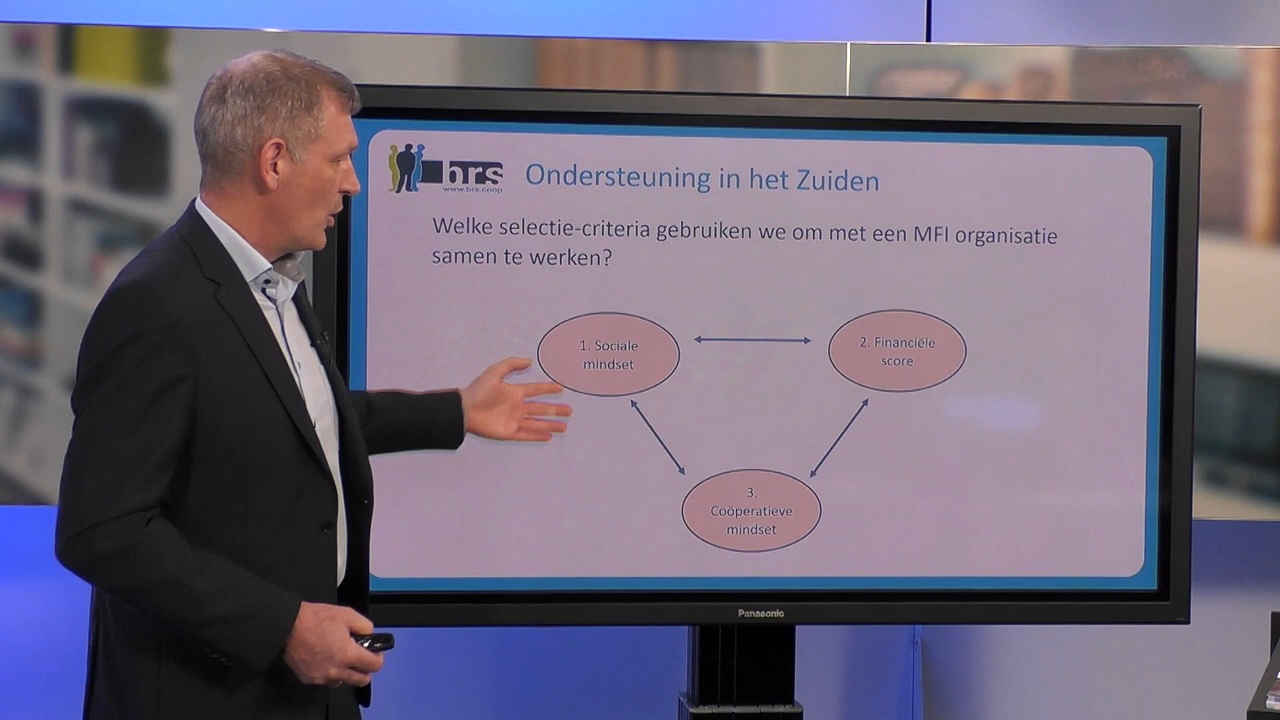 brs
www.brs.coop
Ondersteuning in het Zuiden
Welke selectie-criteria gebruiken we om met een MFI organisatie
samen te werken?
1. Sociale
mindset
2. Financiële
score
3.
Coöperatieve
mindset
Panasonic